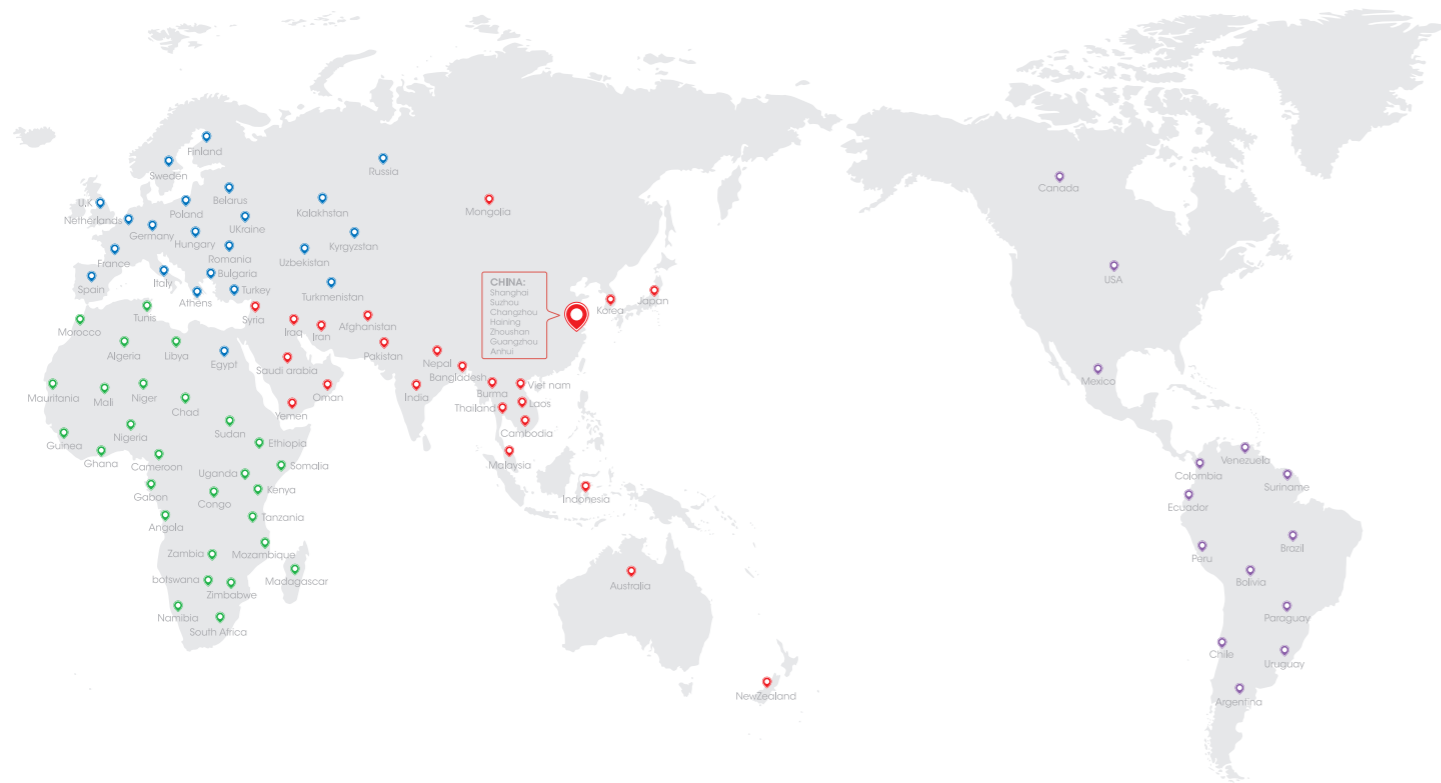 Finland
Sweden
Russia
Canada
U.K
Belarus
Poland
Kalakhstan
Mongolia
Netherlands
Germany
UKraine
Hungary
Kyrgyzstan
Romania
France
Uzbekistan
USA
Italy
Bulgaria
Spain
Athens
Turkey
Turkmenistan
CHINA:
Shanghai
Suzhou
Changzhou
Haining
Zhoushan
Guangzhou
Anhui
Korea
Japan
Tunis
Syria
Morocco
Iraq
Iran
Afghanistan
Algeria
Libya
Egypt
Saudi arabia
Pakistan
Nepal
Bangladesh
Mexico
Mauritania
Mali
Niger
Chad
Oman
Yemen
India
Burma
Viet nam
Thailand
Laos
Cambodia
Guinea
Nigeria
Sudan
Ethiopia
Ghana
Cameroon
Somalia
Malaysia
Venezuela
Colombia
Uganda
Kenya
Gabon
Congo
Indonesia
Suriname
Ecuador
Angola
Tanzania
Zambia
Mozambique
Peru
Brazil
botswana
Zimbabwe
Madagascar
Australia
Bolivia
Namibia
South Africa
Paraguay
Chile
Uruguay
NewZealand
Argentina